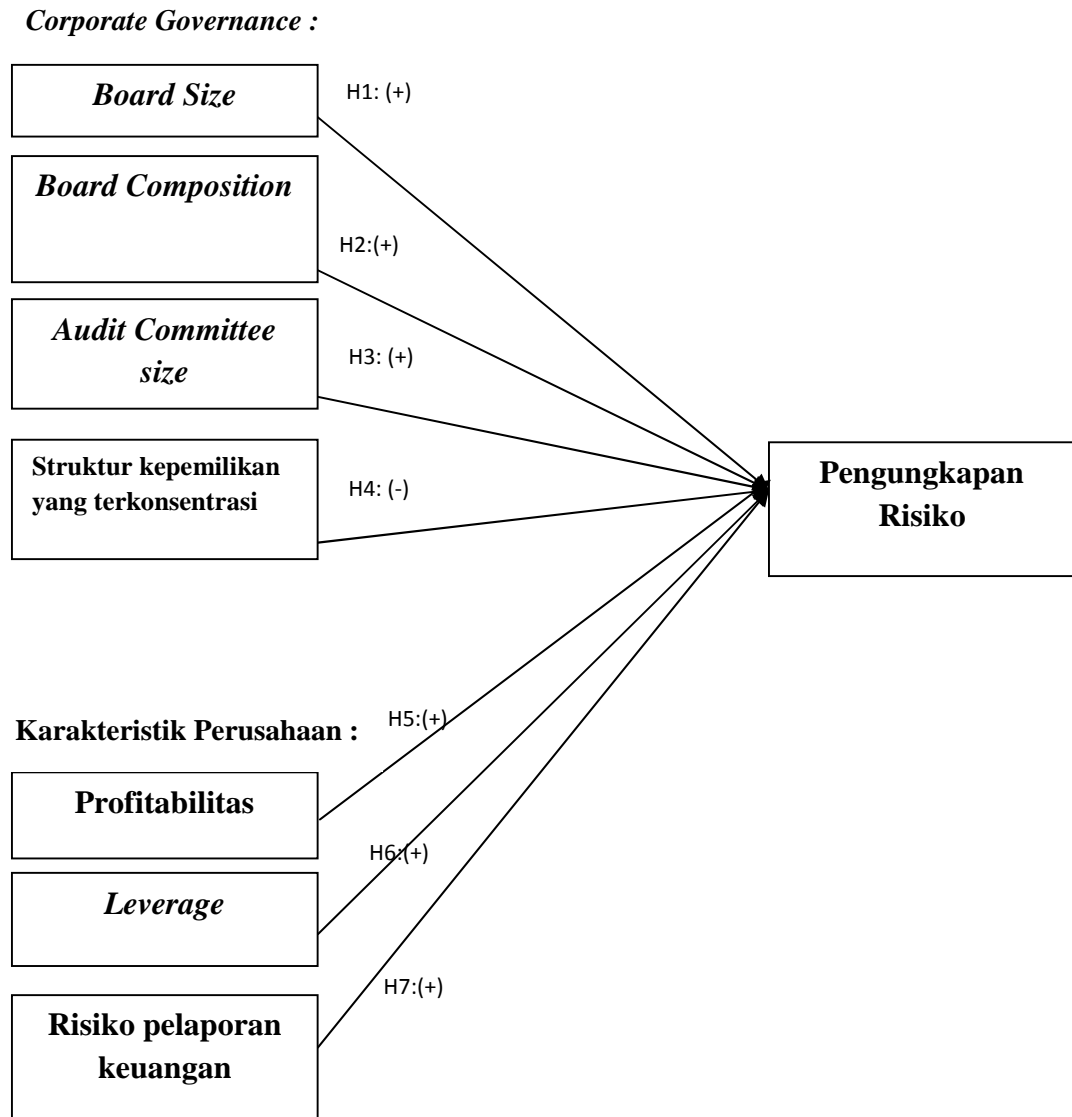 Corporate Governance :
Board Size
H1: (+)
Board Composition
H2:(+)
Audit Committee
size
H3: (+)
Struktur kepemilikan
yang terkonsentrasi
H4: (-)
Pengungkapan
Risiko
Karakteristik Perusahaan :
H5:(+)
Profitabilitas
H6:(+)
Leverage
H7:(+)
Risiko pelaporan
keuangan